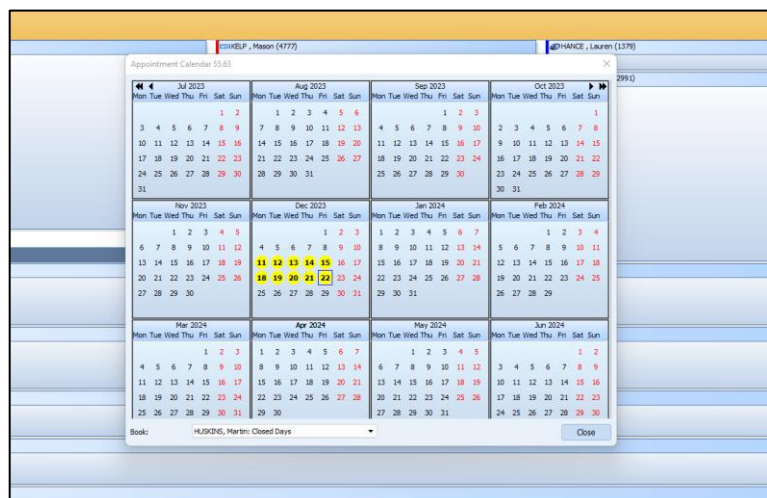 KELP , Mason (4777)
HANCE , Lauren (1379)
Appointment Calendar 55.63
2991)
Jul 2023 Aug 2023 Sep 2023 Oct 2023
Mon Tue Wed Thu Fri Sat Sun Mon Tue Wed Thu Fri Sat Sun Mon Tue Wed Thu Fri Sat Sun Mon Tue Wed Thu Fri Sat Sun
1 2 1 2 3 4 5 6 1 2 3 1
3 4 5 6 7 8 9 7 8 9 10 11 12 13 4 5 6 7 8 9 10 2 3 4 5 6 7 8
10 11 12 13 14 15 16 14 15 16 17 18 19 20 11 12 13 14 15 16 17 9 10 11 12 13 14 15
17 18 19 20 21 22 23 21 22 23 24 25 26 27 18 19 20 21 22 23 24 16 17 18 19 20 21 22
24 25 26 27 28 29 30 28 29 30 31 25 26 27 28 29 30 23 24 25 26 27 28 29
31 30 31
Nov 2023 Dec 2023 Jan 2024 Feb 2024
Mon Tue Wed Thu Fri Sat Sun Mon Tue Wed Thu Fri Sat Sun Mon Tue Wed Thu Fri Sat Sun Mon Tue Wed Thu Fri Sat Sun
1 2 3 4 5 1 2 3 1 2 3 4 5 6 7 1 2 3 4
6 7 8 9 10 11 12 4 5 6 7 8 9 10 8 9 10 11 12 13 14 5 6 7 8 9 10 11
13 14 15 16 17 18 19 11 12 13 14 15 16 17 15 16 17 18 19 20 21 12 13 14 15 16 17 18
20 21 22 23 24 25 26 18 19 20 21 22 23 24 22 23 24 25 26 27 28 19 20 21 22 23 24 25
27 28 29 30 25 26 27 28 29 30 31 29 30 31 26 27 28 29
Mar 2024 Apr 2024 May 2024 Jun 2024
Mon Tue Wed Thu Fri Sat Sun Mon Tue Wed Thu Fri Sat Sun Mon Tue Wed Thu Fri Sat Sun Mon Tue Wed Thu Fri Sat Sun
1 2 3 1 2 3 4 5 6 7 1 2 3 4 5 1 2
4 5 6 7 8 9 10 8 9 10 11 12 13 14 6 7 8 9 10 11 12 3 4 5 6 7 8 9
11 12 13 14 15 16 17 15 16 17 18 19 20 21 13 14 15 16 17 18 19 10 11 12 13 14 15 16
18 19 20 21 22 23 24 22 23 24 25 26 27 28 20 21 22 23 24 25 26 17 18 19 20 21 22 23
25 26 27 28 29 30 31 29 30 27 28 29 30 31 24 25 26 27 28 29 30
Book: HUSKINS, Martin: Closed Days Close